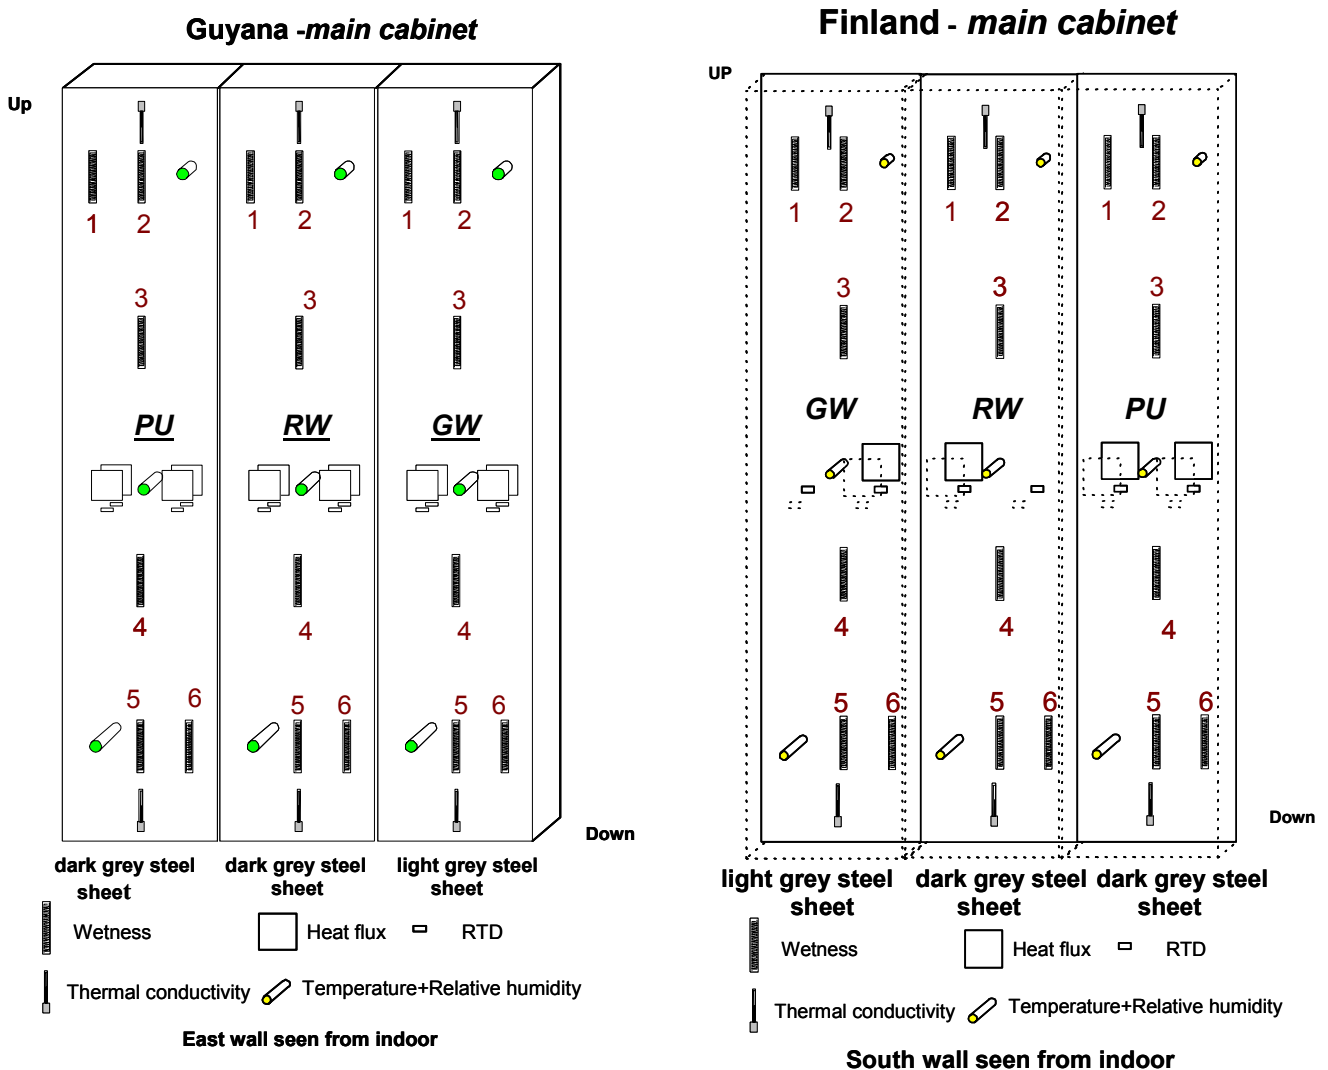 Guyana -main cabinet
Up
1 2 1 2 1 2
3 3 3
PU RW GW
4 4 4
5 6 5 6 5 6
Down
dark grey steel sheet
dark grey steel sheet
light grey steel sheet
Wetness
Heat flux
RTD
Thermal conductivity
Temperature+Relative humidity
East wall seen from indoor
Finland - main cabinet
UP
1 2 1 2 1 2
3 3 3
GW RW PU
4 4 4
5 6 5 6 5 6
Down
light grey steel sheet
dark grey steel sheet
dark grey steel sheet
Wetness
Heat flux
RTD
Thermal conductivity
Temperature+Relative humidity
South wall seen from indoor